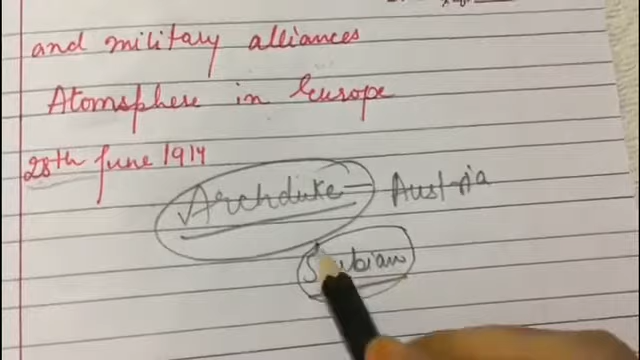 and military alliances
Atomsphere in Europe
28th June 1914
Archduke - Austria